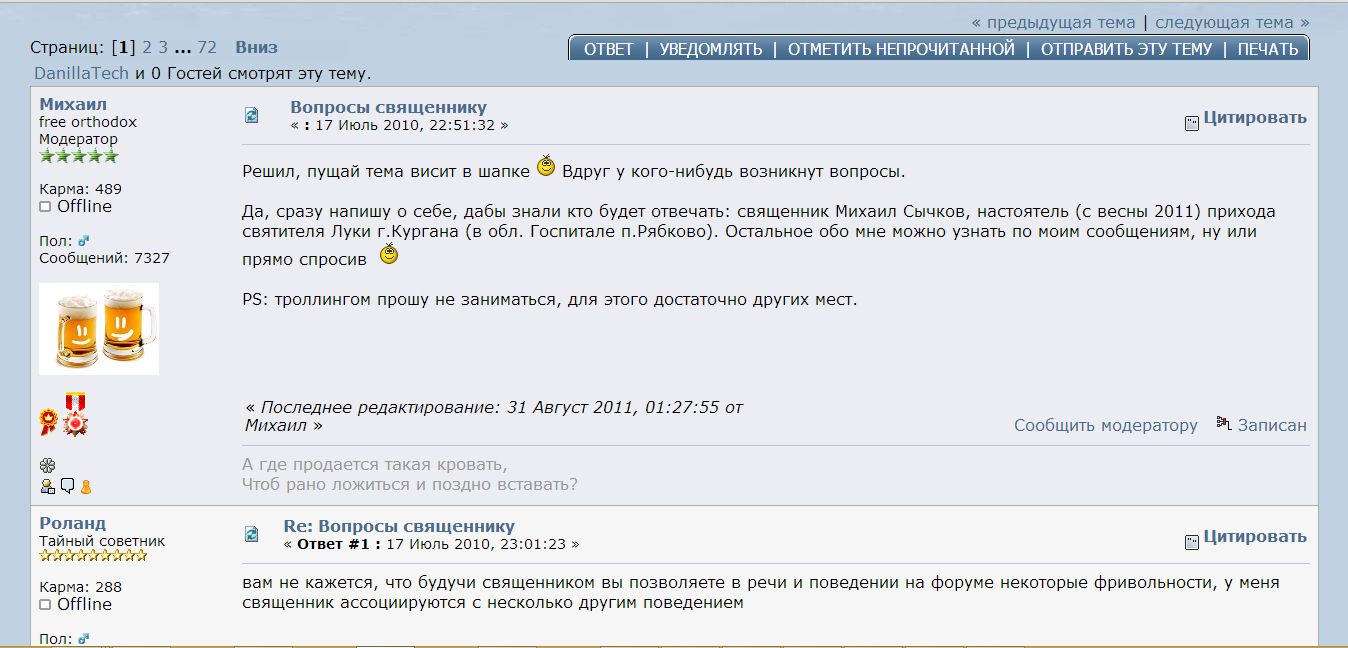 « предыдущая тема | следующая тема »
Страниц: [1] 2 3 ... 72 Вниз
ОТВЕТ | УВЕДОМЛЯТЬ | ОТМЕТИТЬ НЕПРОЧИТАННОЙ | ОТПРАВИТЬ ЭТУ ТЕМУ | ПЕЧАТЬ
DanillaTech и 0 Гостей смотрят эту тему.
Михаил
free orthodox
Модератор
Карма: 489
Offline
Пол:
Сообщений: 7327
Вопросы священнику
« : 17 Июль 2010, 22:51:32 »
Цитировать
Решил, пущай тема висит в шапке Вдруг у кого-нибудь возникнут вопросы.
Да, сразу напишу о себе, дабы знали кто будет отвечать: священник Михаил Сычков, настоятель (с весны 2011) прихода
святителя Луки г.Кургана (в обл. Госпитале п.Рябково). Остальное обо мне можно узнать по моим сообщениям, ну или
прямо спросив
PS: троллингом прошу не заниматься, для этого достаточно других мест.
« Последнее редактирование: 31 Август 2011, 01:27:55 от
Михаил »
Сообщить модератору Записан
А где продается такая кровать,
Чтоб рано ложиться и поздно вставать?
Роланд
Тайный советник
Карма: 288
Offline
Пол:
Re: Вопросы священнику
« Ответ #1 : 17 Июль 2010, 23:01:23 »
Цитировать
вам не кажется, что будучи священником вы позволяете в речи и поведении на форуме некоторые фривольности, у меня
священник ассоциируются с несколько другим поведением